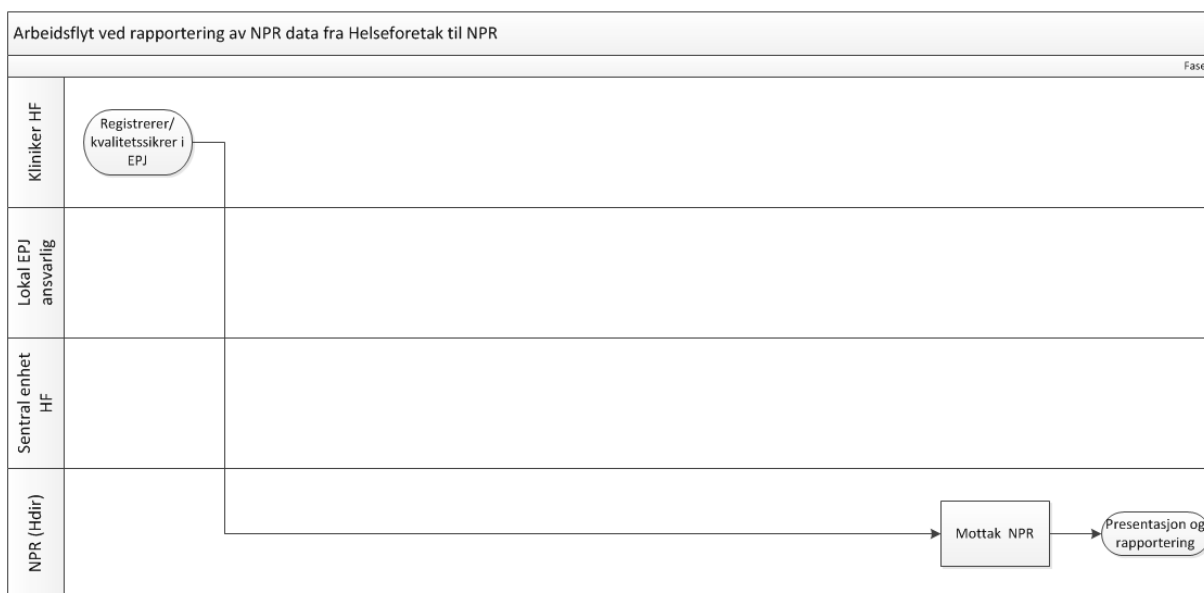 Arbeidsflyt ved rapportering av NPR data fra Helseforetak til NPR
Fase
Kliniker HF
Registrerer/
kvalitetssikrer i
EPJ
Lokal EPJ
ansvarlig
Sentral enhet
HF
NPR (Hdir)
Mottak NPR
Presentasjon og
rapportering